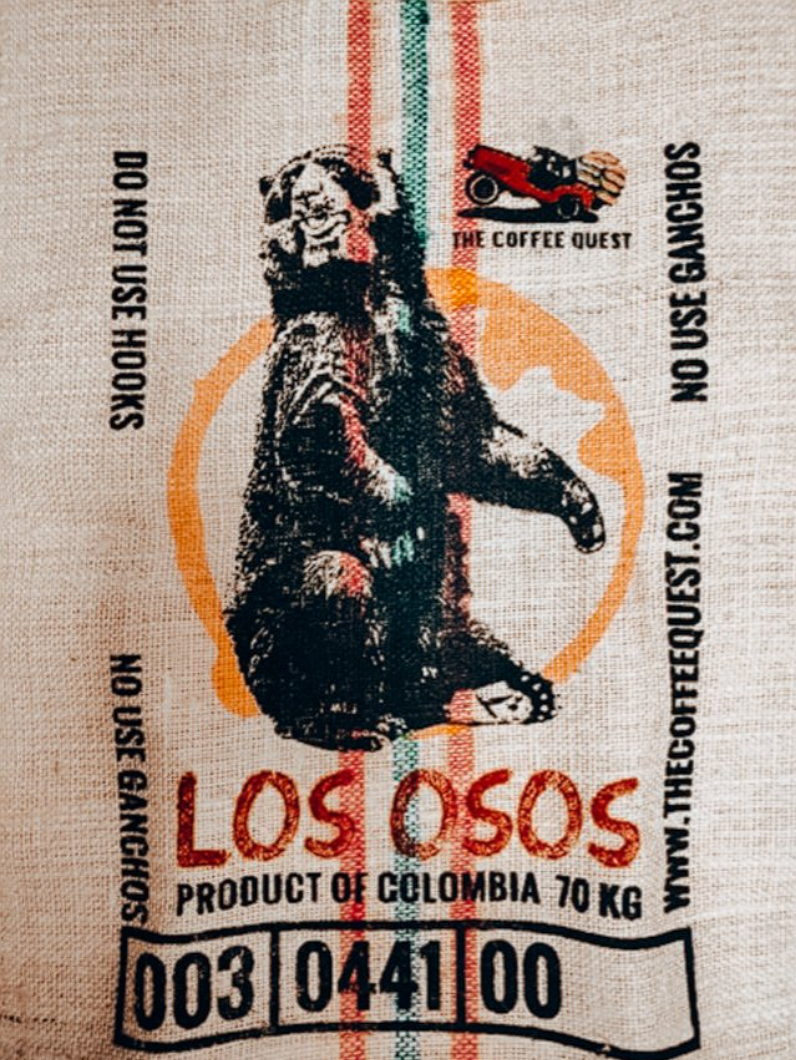 DO NOT USE HOOKS
THE COFFEE QUEST
NO USE GANCHOS
NO USE GANCHOS
WWW.THECOFFEEQUEST.COM
LOS OSOS
PRODUCT OF COLOMBIA 70 KG
003 0441 00